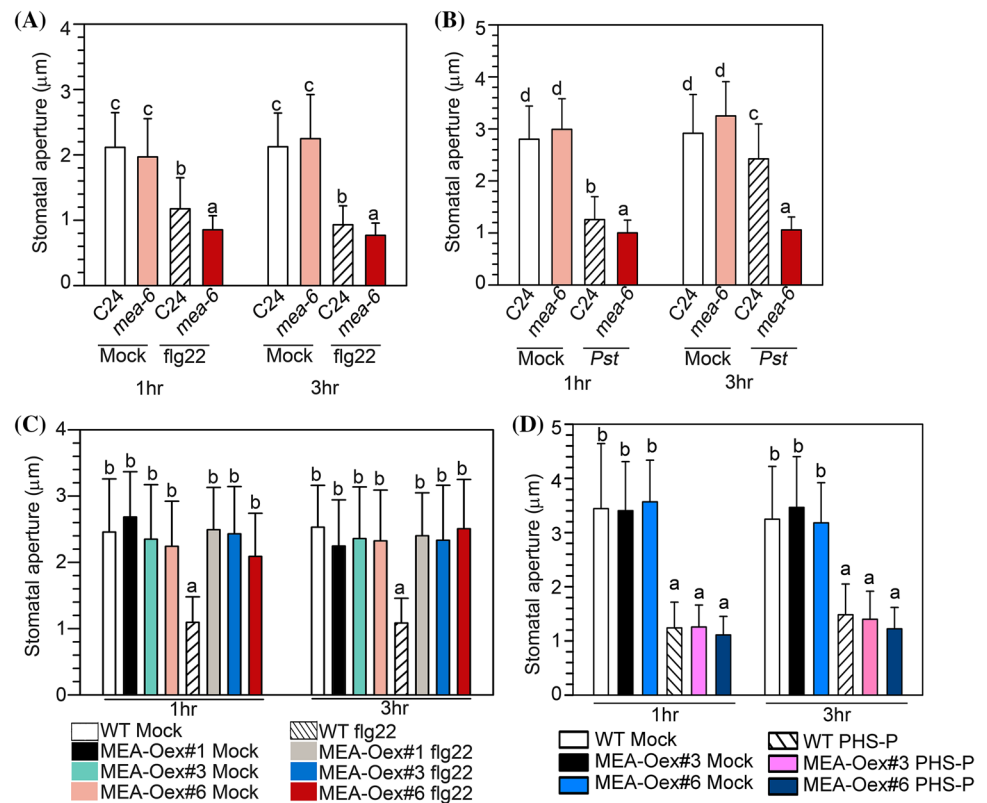 (A)
Stomatal aperture (μm)
4
3
2
1
0
c c b a c c b a
C24 mea-6 C24 mea-6 C24 mea-6 C24 mea-6
Mock flg22 Mock flg22
1hr 3hr
(B)
Stomatal aperture (μm)
5
4
3
2
1
0
d d b a d d c a
C24 mea-6 C24 mea-6 C24 mea-6 C24 mea-6
Mock Pst Mock Pst
1hr 3hr
(C)
Stomatal aperture (μm)
4
3
2
1
0
b b b b a b b b b b b b a b b b
1hr 3hr
WT Mock WT flg22
MEA-Oex#1 Mock MEA-Oex#1 flg22
MEA-Oex#3 Mock MEA-Oex#3 flg22
MEA-Oex#6 Mock MEA-Oex#6 flg22
(D)
Stomatal aperture (μm)
5
4
3
2
1
0
b b b a a a b b b a a a
1hr 3hr
WT Mock WT PHS-P
MEA-Oex#3 Mock MEA-Oex#3 PHS-P
MEA-Oex#6 Mock MEA-Oex#6 PHS-P